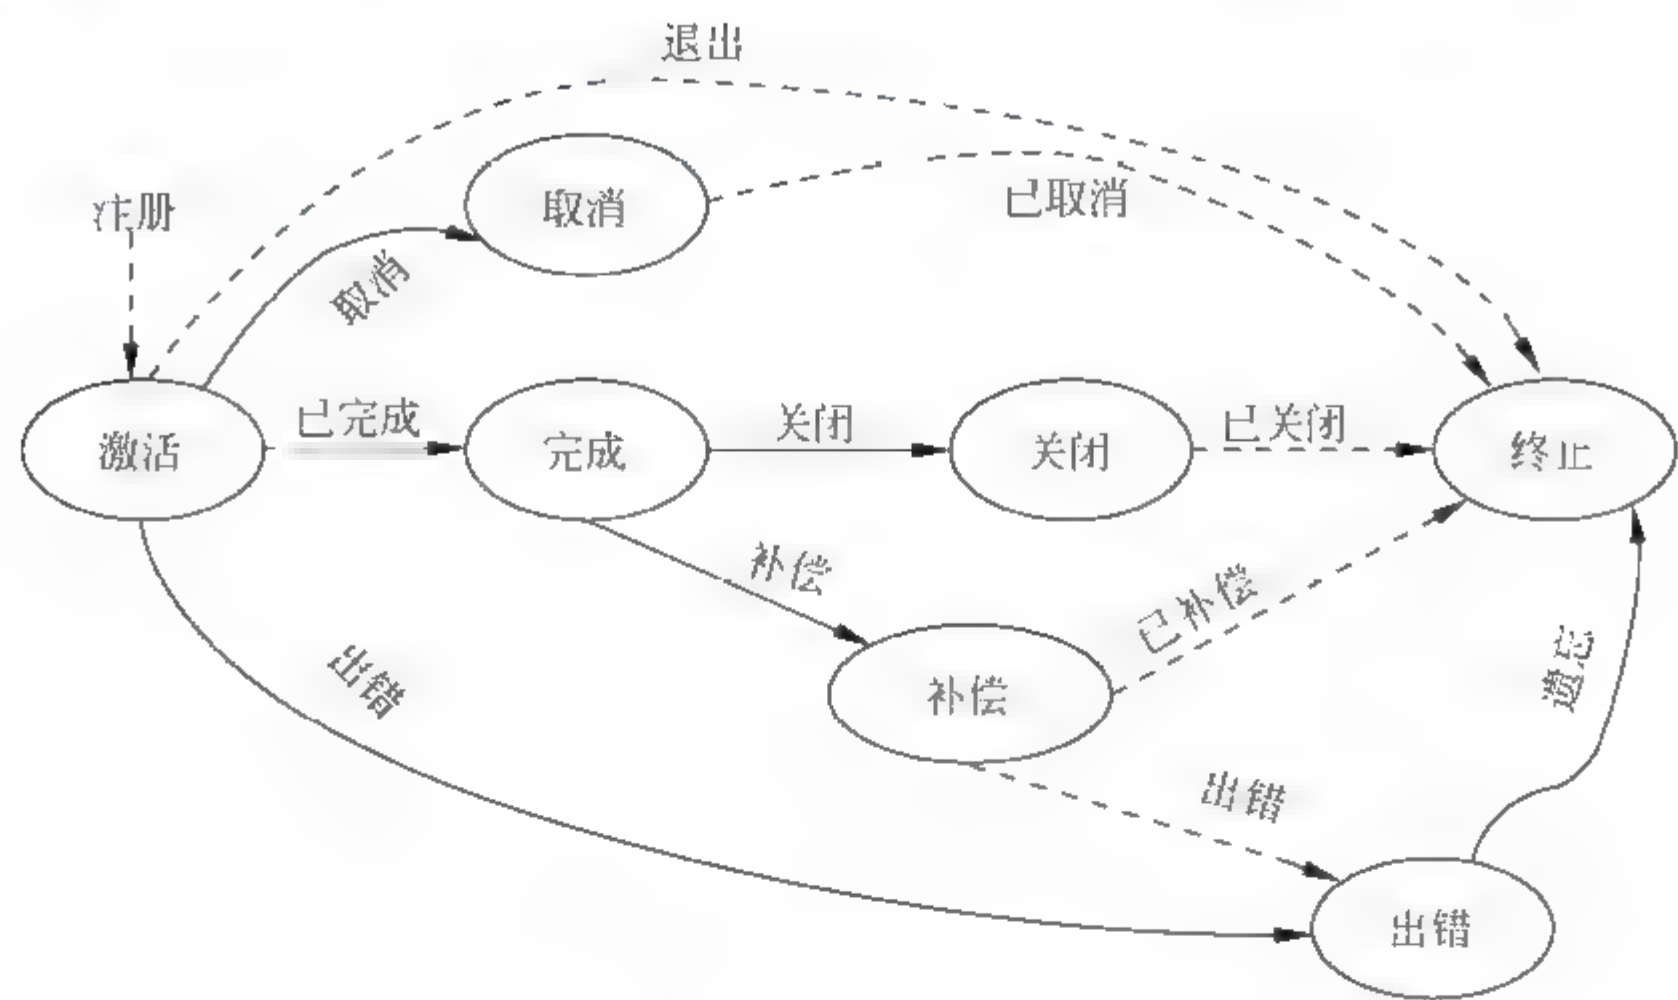 退出
取消
已取消
注册
取消
激活
已完成
完成
关闭
关闭
已关闭
终止
补偿
已补偿
补偿
出错
遗忘
出错
出错